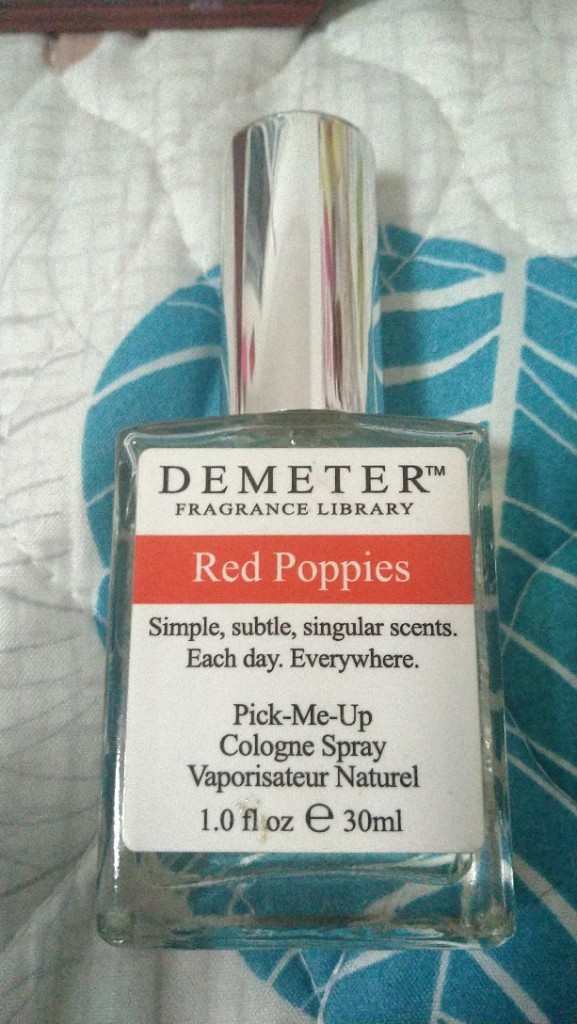 DEMETER™
FRAGRANCE LIBRARY
Red Poppies
Simple, subtle, singular scents.
Each day. Everywhere.
Pick-Me-Up
Cologne Spray
Vaporisateur Naturel
1.0 fl oz ℮ 30ml